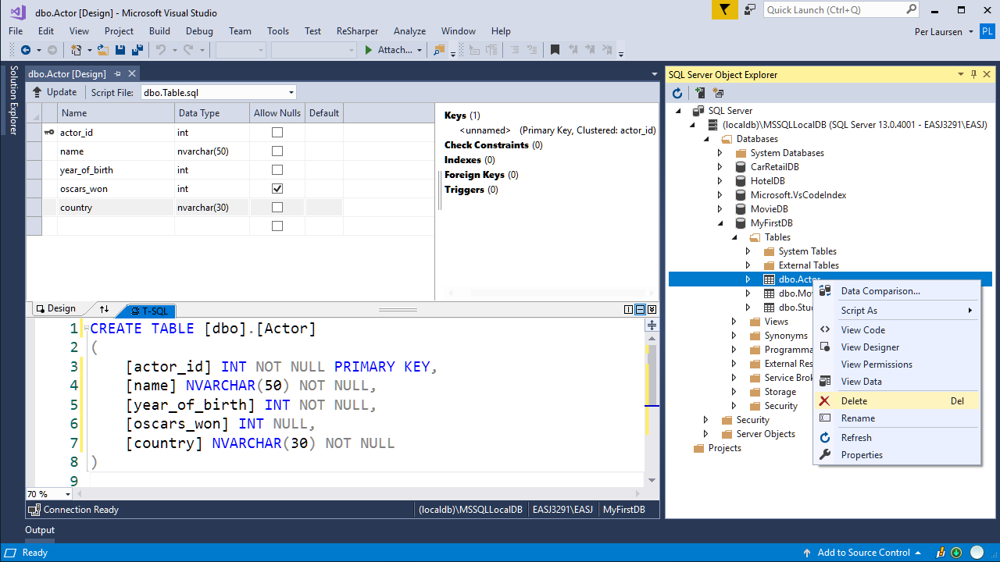 dbo.Actor [Design] - Microsoft Visual Studio
Quick Launch (Ctrl+Q)
File Edit View Project Build Debug Team Tools Test ReSharper Analyze Window Help
Per Laursen PL
Attach...
Solution Explorer
dbo.Actor [Design]
Update Script File: dbo.Table.sql
Name Data Type Allow Nulls Default
actor_id int
name nvarchar(50)
year_of_birth int
oscars_won int
country nvarchar(30)
Keys (1)
<unnamed> (Primary Key, Clustered: actor_id)
Check Constraints (0)
Indexes (0)
Foreign Keys (0)
Triggers (0)
Design T-SQL
1 CREATE TABLE [dbo].[Actor]
2 (
3 [actor_id] INT NOT NULL PRIMARY KEY,
4 [name] NVARCHAR(50) NOT NULL,
5 [year_of_birth] INT NOT NULL,
6 [oscars_won] INT NULL,
7 [country] NVARCHAR(30) NOT NULL
8 )
9
70 %
Connection Ready (localdb)\MSSQLLocalDB EASJ3291\EASJ MyFirstDB
SQL Server Object Explorer
SQL Server
(localdb)\MSSQLLocalDB (SQL Server 13.0.4001 - EASJ3291\EASJ)
Databases
System Databases
CarRetailDB
HotelDB
Microsoft.VsCodeIndex
MovieDB
MyFirstDB
Tables
System Tables
External Tables
dbo.Actor
dbo.Mo
dbo.Stu
Views
Synonyms
Programma
External Res
Service Brok
Storage
Security
Security
Server Objects
Projects
Data Comparison...
Script As
View Code
View Designer
View Permissions
View Data
Delete Del
Rename
Refresh
Properties
Output
Ready
Add to Source Control